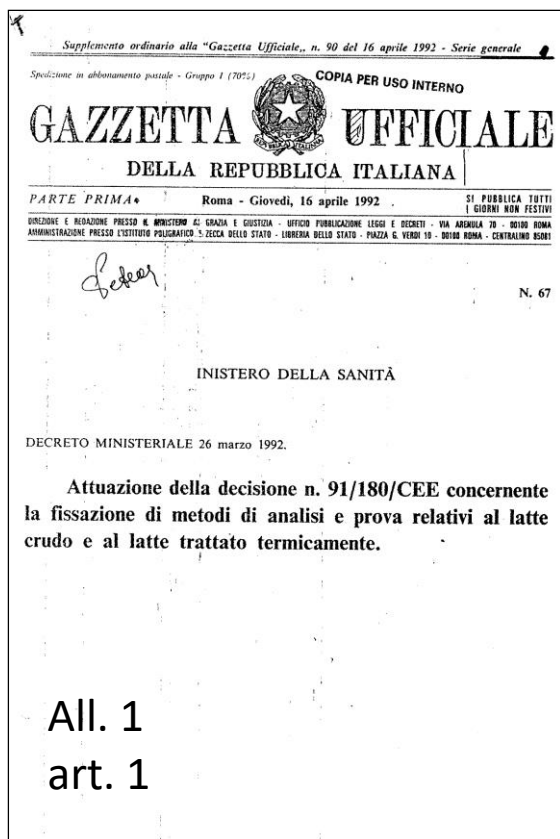 Supplemento ordinario alla "Gazzetta Ufficiale„ n. 90 del 16 aprile 1992 - Serie generale
Spedizione in abbonamento postale - Gruppo I (70%)
COPIA PER USO INTERNO
GAZZETTA UFFICIALE
DELLA REPUBBLICA ITALIANA
PARTE PRIMA
Roma - Giovedì, 16 aprile 1992
SI PUBBLICA TUTTI
I GIORNI NON FESTIVI
DIREZIONE E REDAZIONE PRESSO IL MINISTERO DI GRAZIA E GIUSTIZIA - UFFICIO PUBBLICAZIONE LEGGI E DECRETI - VIA ARENULA 70 - 00100 ROMA
AMMINISTRAZIONE PRESSO L'ISTITUTO POLIGRAFICO E ZECCA DELLO STATO - LIBRERIA DELLO STATO - PIAZZA G. VERDI 10 - 00100 ROMA - CENTRALINO 85081
N. 67
INISTERO DELLA SANITÀ
DECRETO MINISTERIALE 26 marzo 1992.
Attuazione della decisione n. 91/180/CEE concernente
la fissazione di metodi di analisi e prova relativi al latte
crudo e al latte trattato termicamente.
All. 1
art. 1